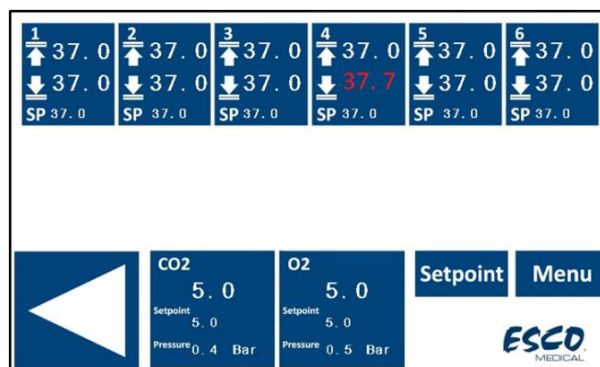 1 2 3 4 5 6
37.0 37.0 37.0 37.0 37.0 37.0
37.0 37.0 37.0 37.7 37.0 37.0
SP 37.0 SP 37.0 SP 37.0 SP 37.0 SP 37.0 SP 37.0
CO2 O2 Setpoint Menu
5.0 5.0
Setpoint Setpoint
5.0 5.0
Pressure 0.4 Bar Pressure 0.5 Bar
ESCO
MEDICAL